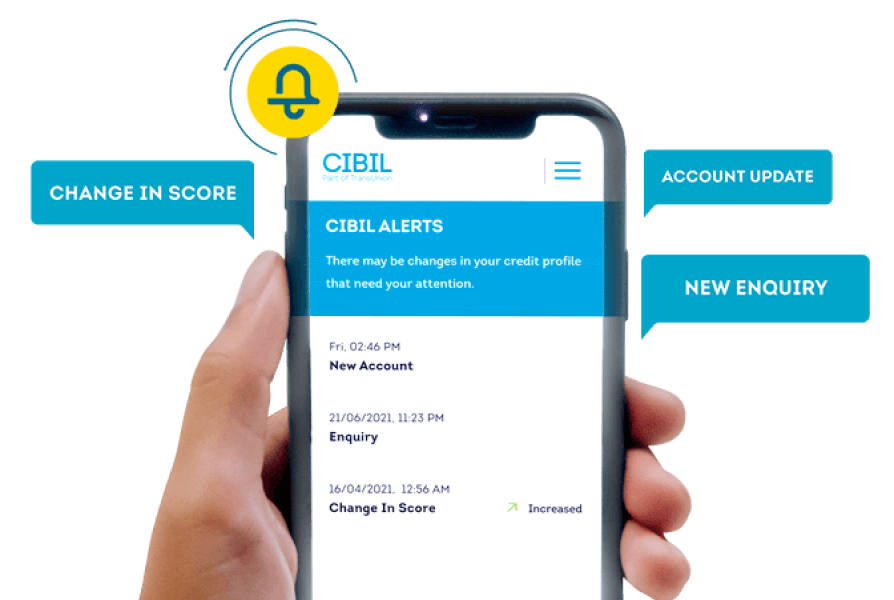 CHANGE IN SCORE
ACCOUNT UPDATE
NEW ENQUIRY
CIBIL
Part of TransUnion
CIBIL ALERTS
There may be changes in your credit profile
that need your attention.
Fri, 02:46 PM
New Account
21/06/2021, 11:23 PM
Enquiry
16/04/2021, 12:56 AM
Change In Score
Increased